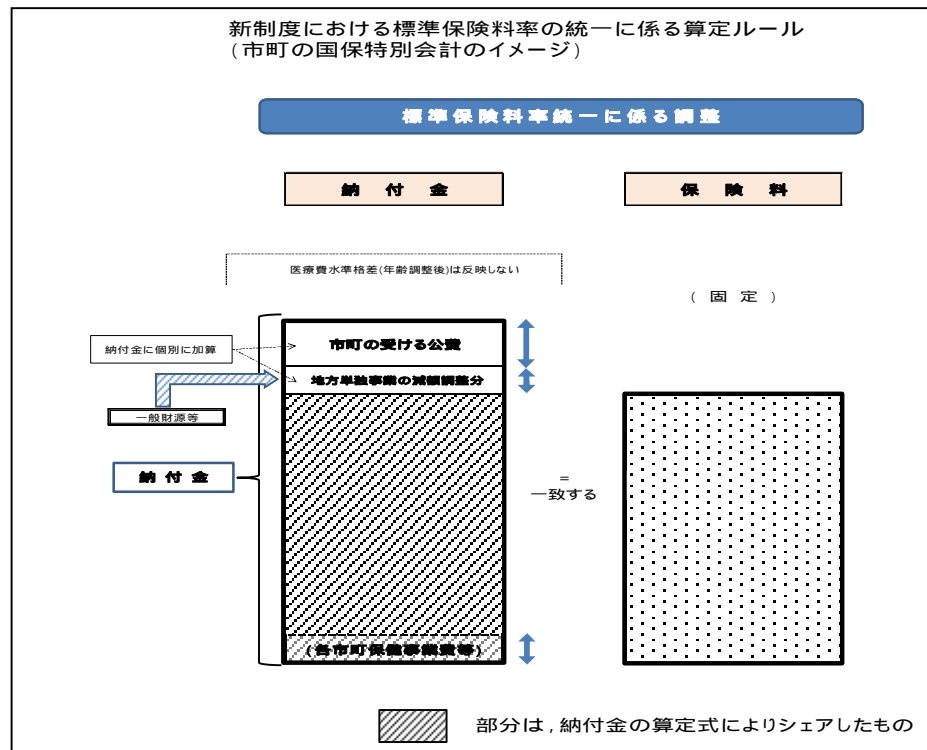 新制度における標準保険料率の統一に係る算定ルール
(市町の国保特別会計のイメージ)
標準保険料率統一に係る調整
納付金
保険料
医療費水準格差(年齢調整後)は反映しない
(固定)
市町の受ける公費
納付金に個別に加算
地方単独事業の減額調整分
一般財源等
納付金
=
一致する
(各市町保健事業費等)
部分は,納付金の算定式によりシェアしたもの